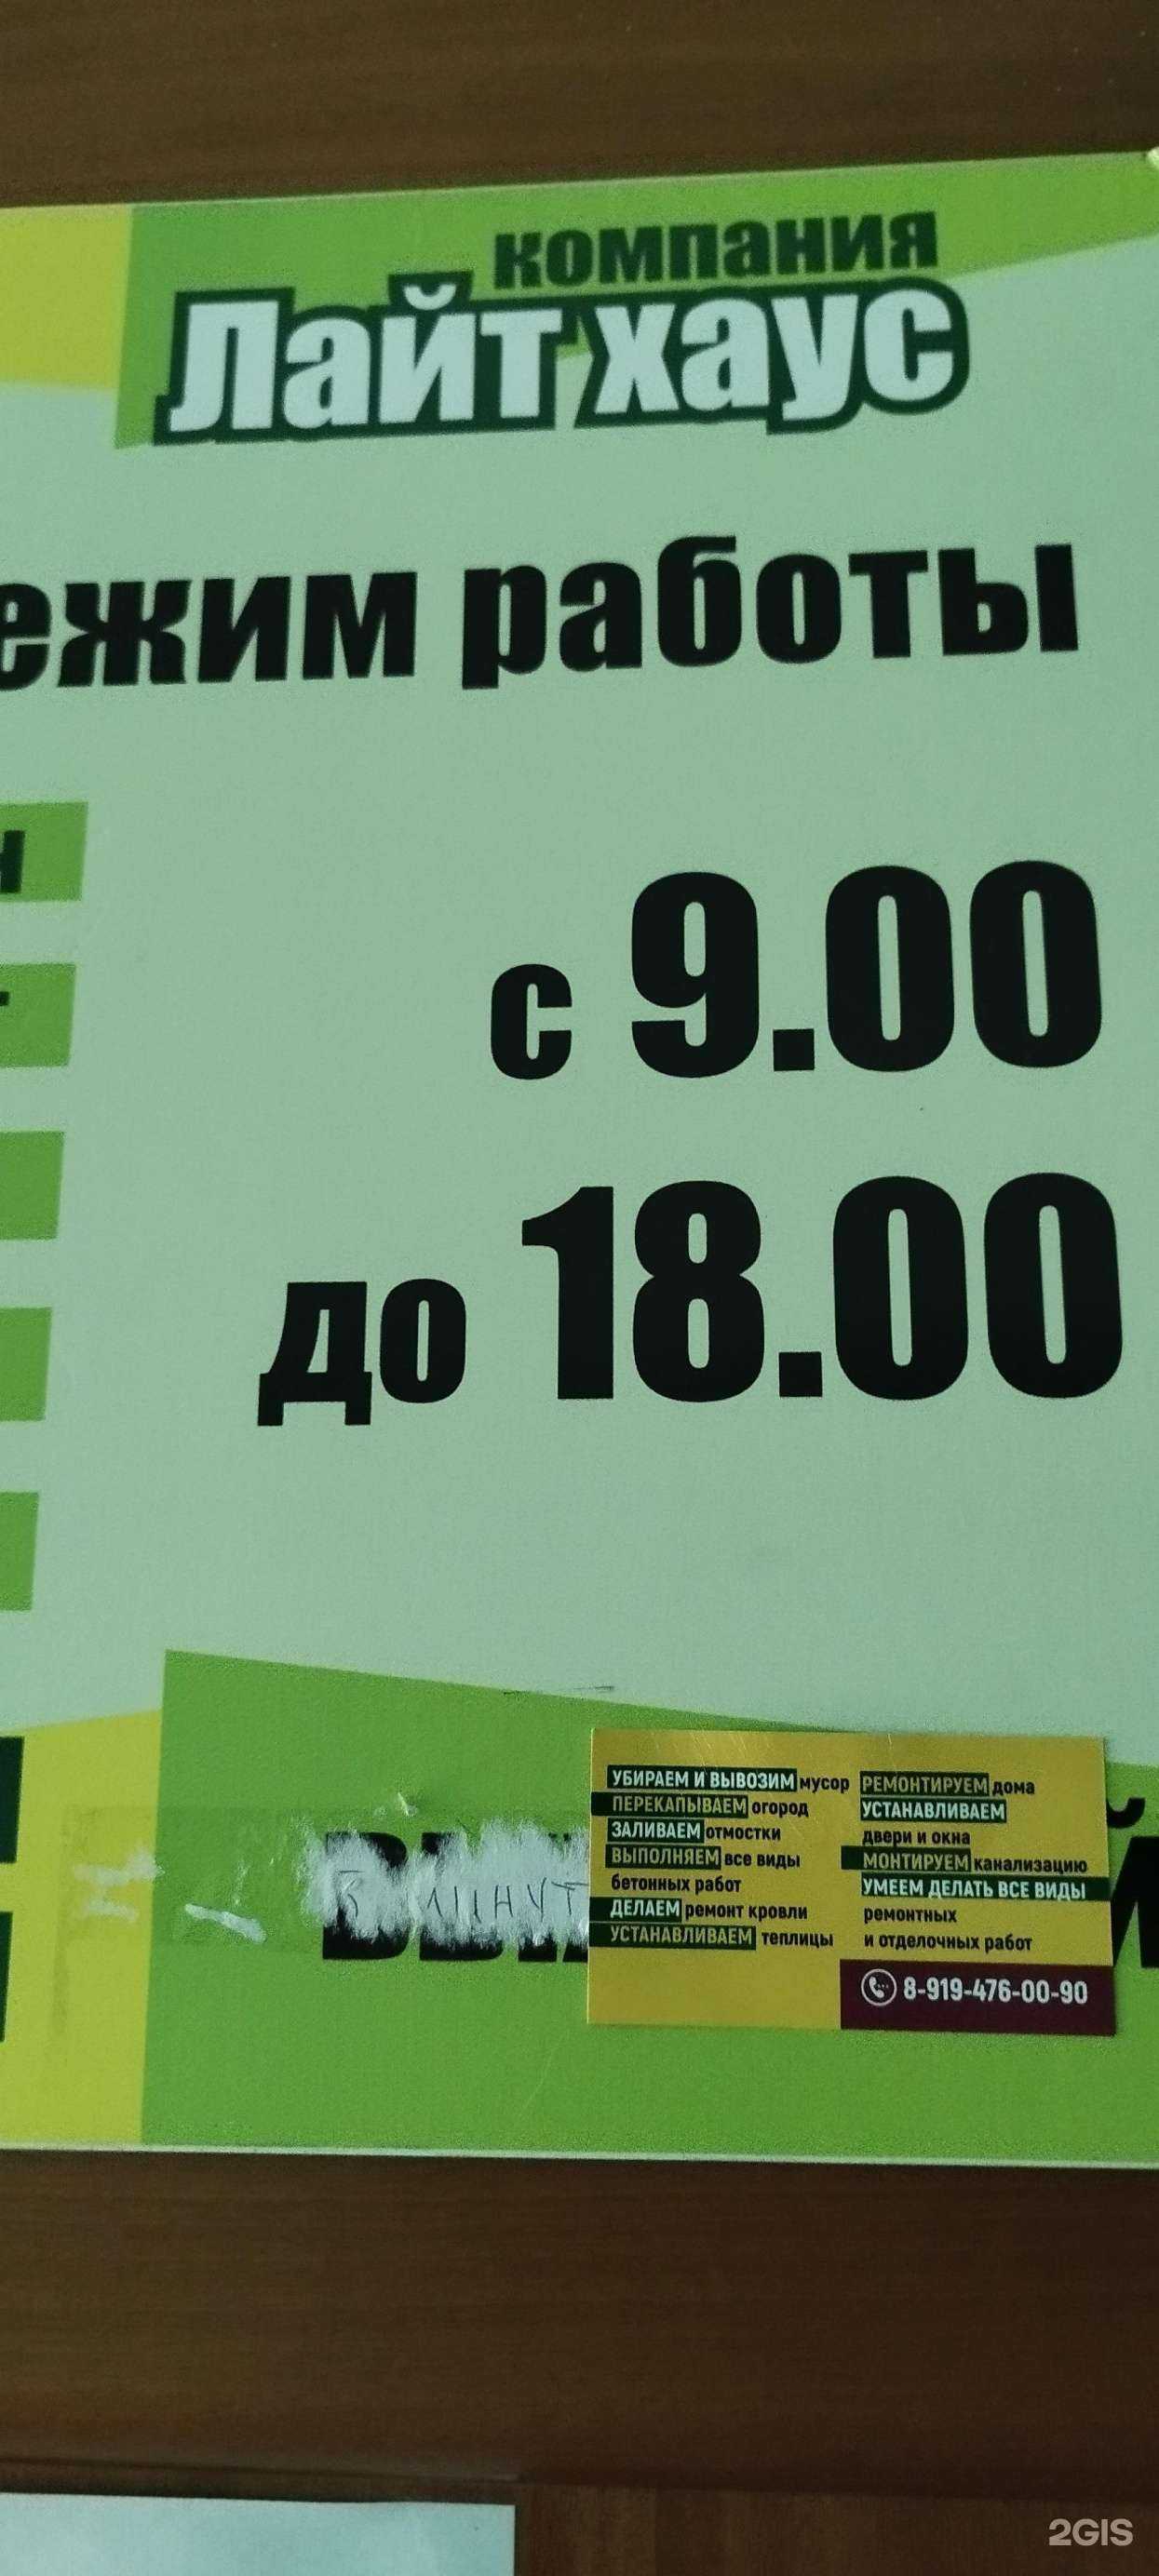 компания
Лайт хаус
ежим работы
с 9.00
до 18.00
УБИРАЕМ И ВЫВОЗИМ мусор
ПЕРЕКАПЫВАЕМ огород
ЗАЛИВАЕМ отмостки
ВЫПОЛНЯЕМ все виды
бетонных работ
ДЕЛАЕМ ремонт кровли
УСТАНАВЛИВАЕМ теплицы
РЕМОНТИРУЕМ дома
УСТАНАВЛИВАЕМ
двери и окна
МОНТИРУЕМ канализацию
УМЕЕМ ДЕЛАТЬ ВСЕ ВИДЫ
ремонтных
и отделочных работ
8-919-476-00-90
2GIS